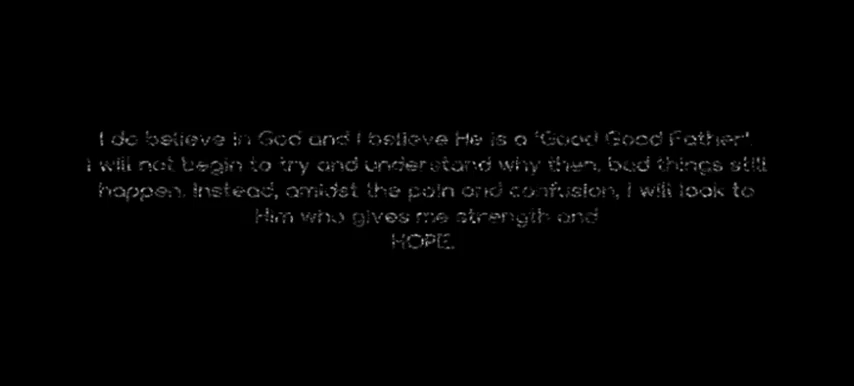 I do believe in God and I believe He is a 'Good Good Father'.
I will not begin to try and understand why then, bad things still
happen. Instead, amidst the pain and confusion, I will look to
Him who gives me strength and
HOPE.